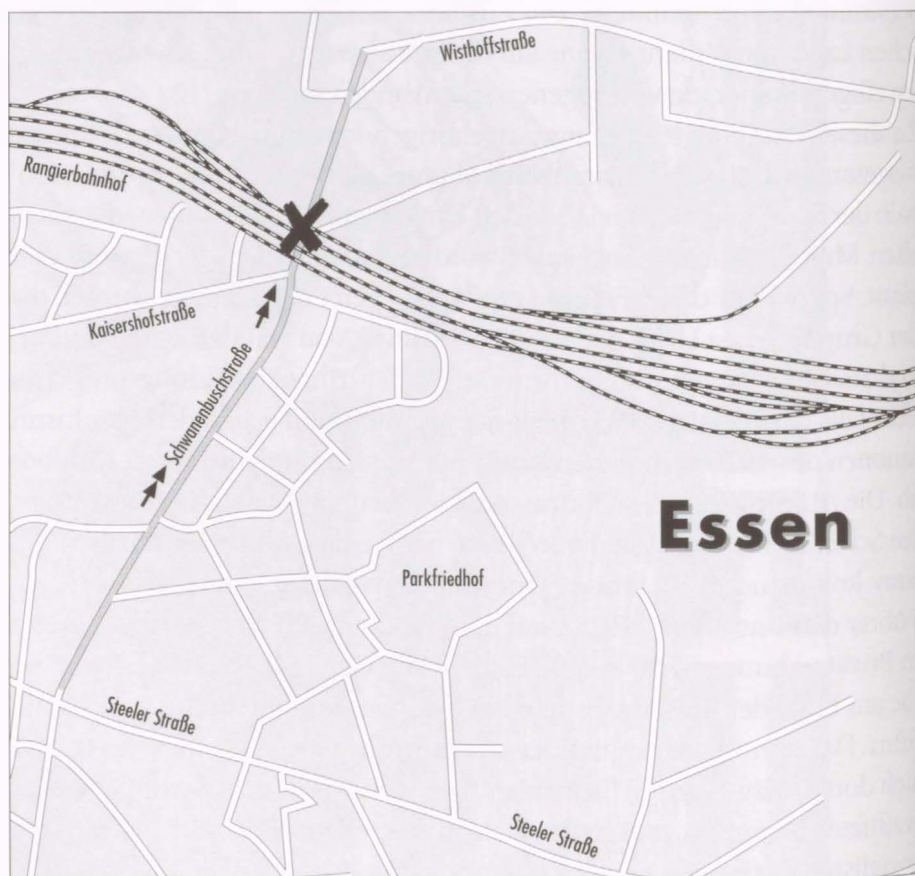 Wisthoffstraße
Rangierbahnhof
Kaisershofstraße
Schwanenbuschstraße
Essen
Parkfriedhof
Steeler Straße
Steeler Straße